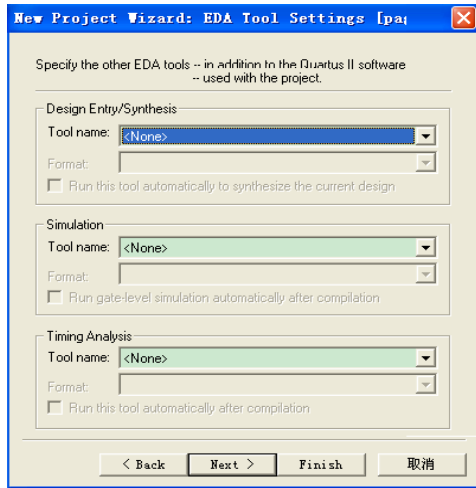 New Project Wizard: EDA Tool Settings [pa
Specify the other EDA tools -- in addition to the Quartus II software
-- used with the project.
Design Entry/Synthesis
Tool name: <None>
Format:
Run this tool automatically to synthesize the current design
Simulation
Tool name: <None>
Format:
Run gate-level simulation automatically after compilation
Timing Analysis
Tool name: <None>
Format:
Run this tool automatically after compilation
< Back Next > Finish 取消